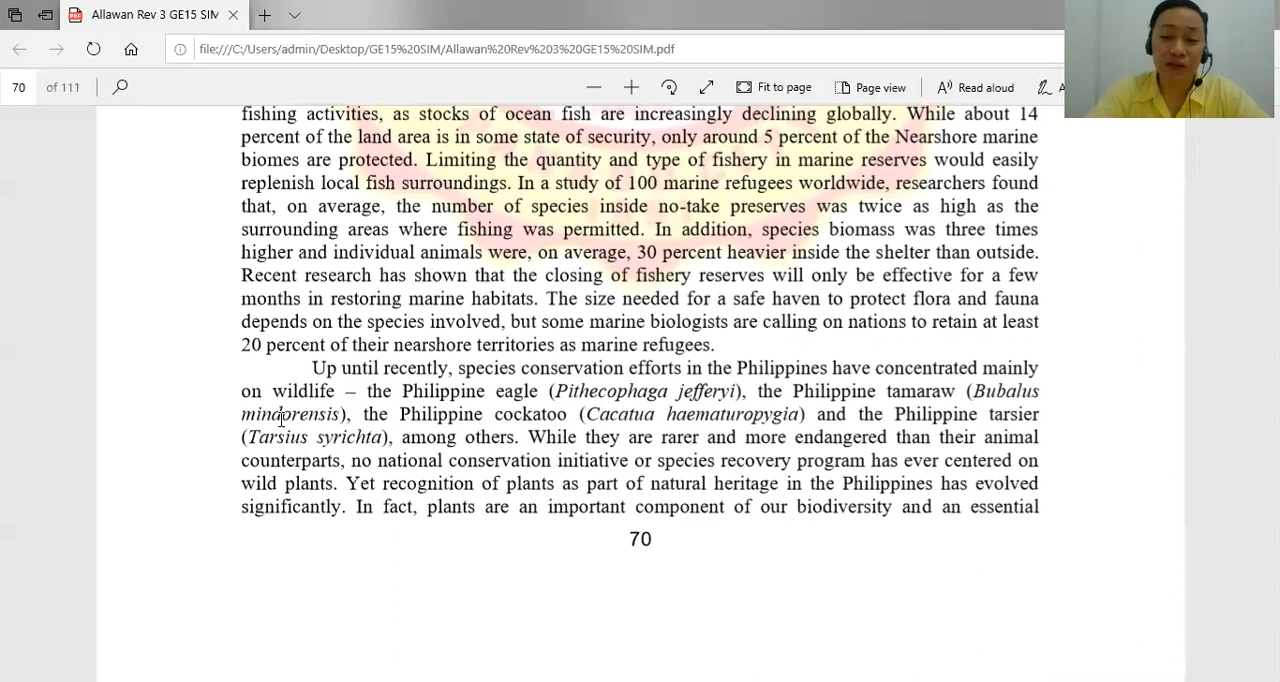 Allawan Rev 3 GE15 SIM
file:///C:/Users/admin/Desktop/GE15%20SIM/Allawan%20Rev%203%20GE15%20SIM.pdf
70 of 111
Fit to page
Page view
Read aloud
fishing activities, as stocks of ocean fish are increasingly declining globally. While about 14
percent of the land area is in some state of security, only around 5 percent of the Nearshore marine
biomes are protected. Limiting the quantity and type of fishery in marine reserves would easily
replenish local fish surroundings. In a study of 100 marine refugees worldwide, researchers found
that, on average, the number of species inside no-take preserves was twice as high as the
surrounding areas where fishing was permitted. In addition, species biomass was three times
higher and individual animals were, on average, 30 percent heavier inside the shelter than outside.
Recent research has shown that the closing of fishery reserves will only be effective for a few
months in restoring marine habitats. The size needed for a safe haven to protect flora and fauna
depends on the species involved, but some marine biologists are calling on nations to retain at least
20 percent of their nearshore territories as marine refugees.
Up until recently, species conservation efforts in the Philippines have concentrated mainly
on wildlife – the Philippine eagle (Pithecophaga jefferyi), the Philippine tamaraw (Bubalus
mindorensis), the Philippine cockatoo (Cacatua haematuropygia) and the Philippine tarsier
(Tarsius syrichta), among others. While they are rarer and more endangered than their animal
counterparts, no national conservation initiative or species recovery program has ever centered on
wild plants. Yet recognition of plants as part of natural heritage in the Philippines has evolved
significantly. In fact, plants are an important component of our biodiversity and an essential
70